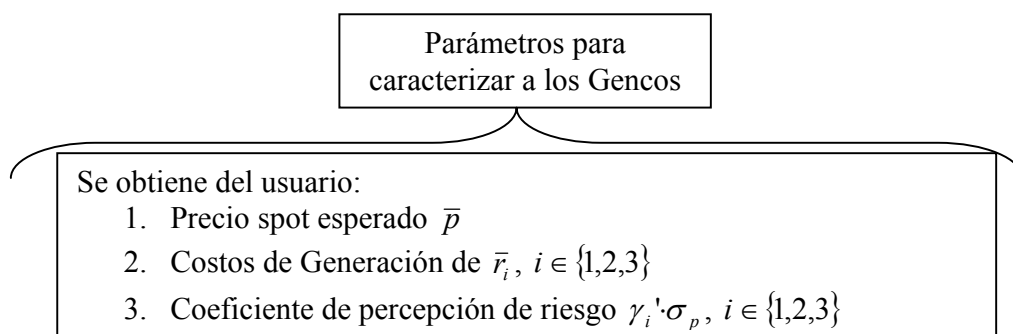 Parámetros para
caracterizar a los Gencos
Se obtiene del usuario:
1. Precio spot esperado p̅
2. Costos de Generación de r̅ᵢ, i ∈ {1,2,3}
3. Coeficiente de percepción de riesgo γᵢ'·σₚ, i ∈ {1,2,3}